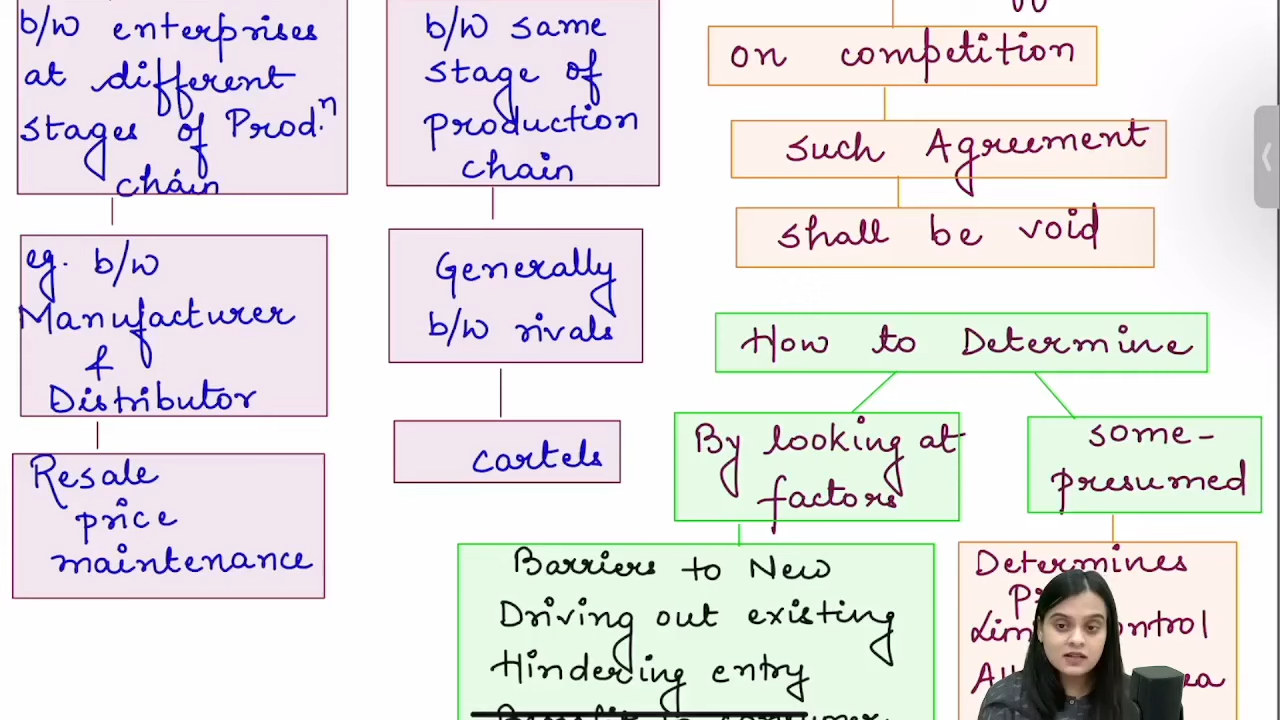 b/w enterprises
at different
stages of Prod.n
chain
eg. b/w
Manufacturer
&
Distributor
Resale
price
maintenance
b/w same
stage of
production
chain
Generally
b/w rivals
cartels
on competition
such Agreement
shall be void
How to Determine
By looking at
factors
Barriers to New
Driving out existing
Hindering entry
some-
presumed
Determines